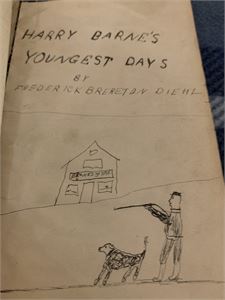 HARRY BARNE'S
YOUNGEST DAYS
BY
FREDERICK BRERETON DIEHL